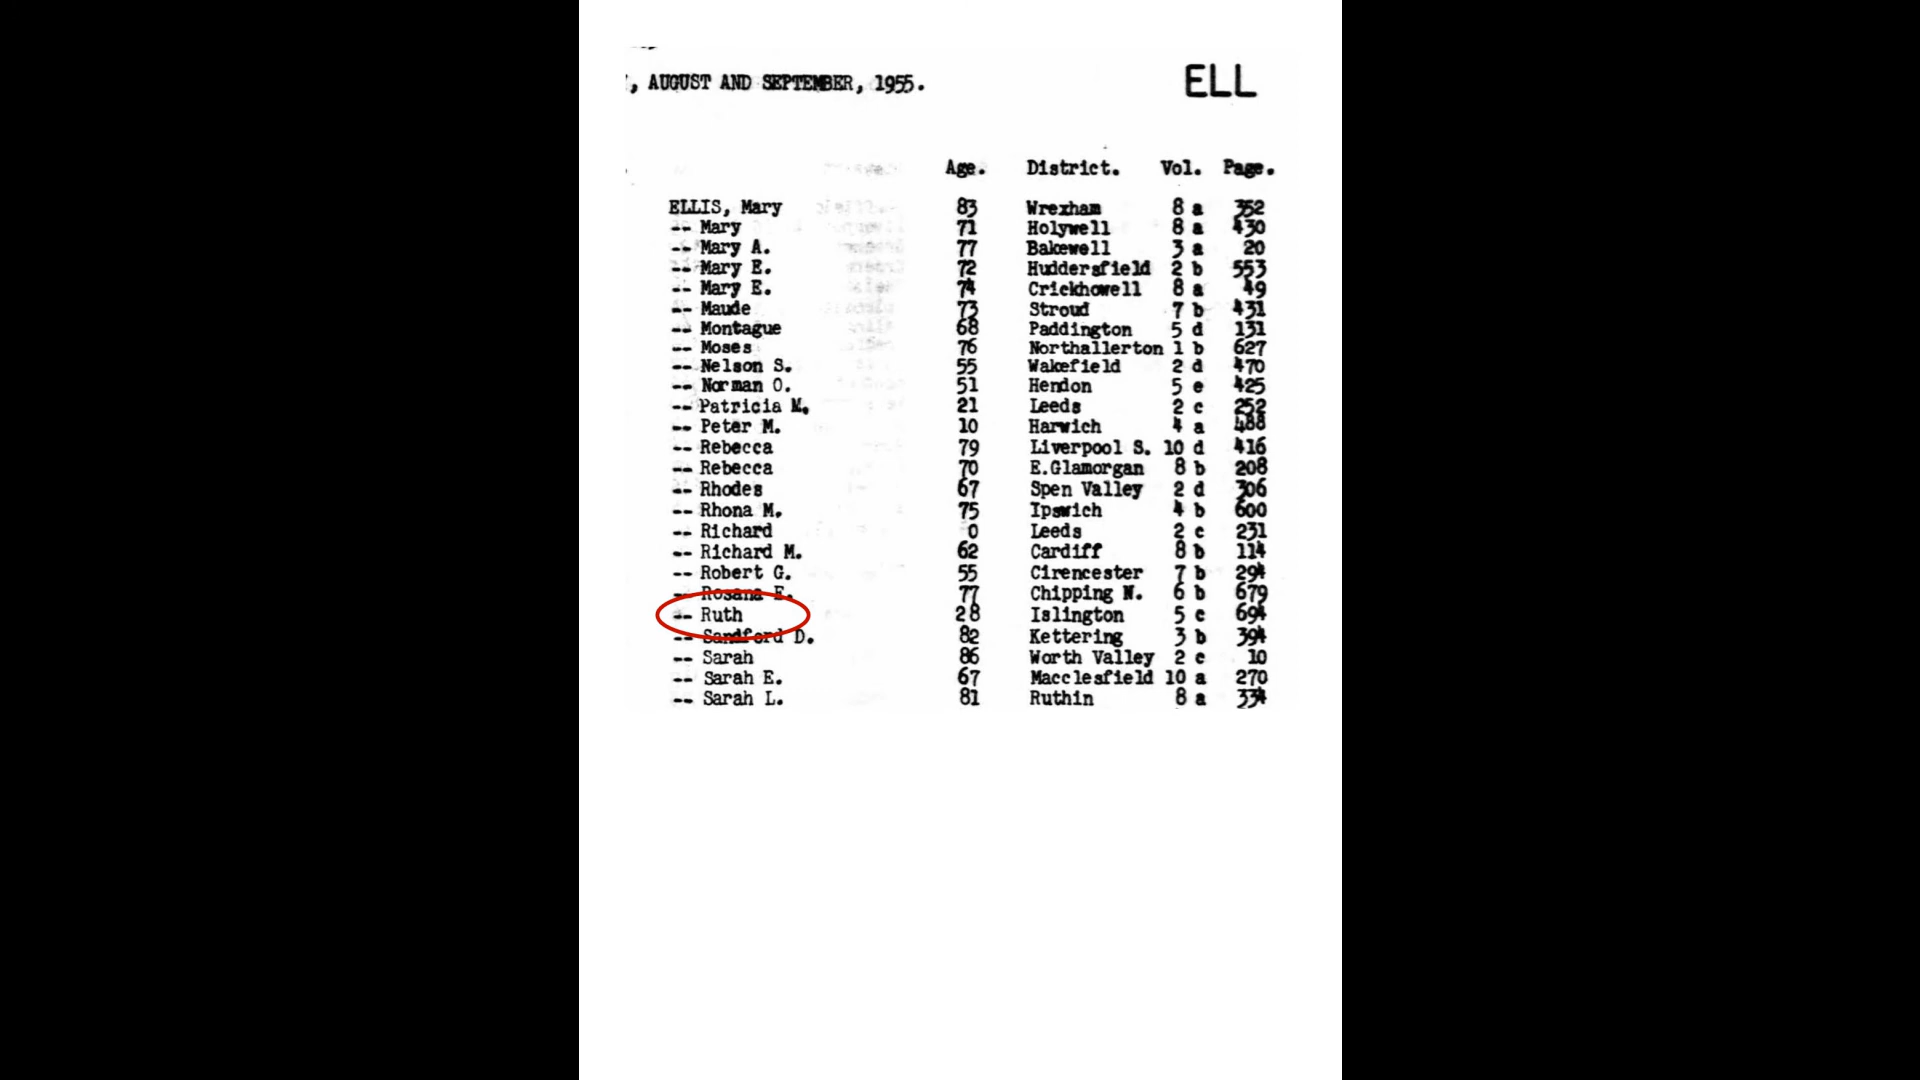 , AUGUST AND SEPTEMBER, 1955. ELL
Age. District. Vol. Page.
ELLIS, Mary 83 Wrexham 8 a 352
-- Mary 71 Holywell 8 a 430
-- Mary A. 77 Bakewell 3 a 20
-- Mary E. 72 Huddersfield 2 b 553
-- Mary E. 74 Crickhowell 8 a 49
-- Maude 73 Stroud 7 b 431
-- Montague 68 Paddington 5 d 131
-- Moses 76 Northallerton 1 b 627
-- Nelson S. 55 Wakefield 2 d 470
-- Norman O. 51 Hendon 5 e 425
-- Patricia M. 21 Leeds 2 c 252
-- Peter M. 10 Harwich 4 a 488
-- Rebecca 79 Liverpool S. 10 d 416
-- Rebecca 70 E.Glamorgan 8 b 208
-- Rhodes 67 Spen Valley 2 d 306
-- Rhona M. 75 Ipswich 4 b 600
-- Richard 0 Leeds 2 c 231
-- Richard M. 62 Cardiff 8 b 114
-- Robert G. 55 Cirencester 7 b 294
-- Rosana E. 77 Chipping N. 6 b 679
-- Ruth 28 Islington 5 c 694
-- Sandford D. 82 Kettering 3 b 394
-- Sarah 86 Worth Valley 2 c 10
-- Sarah E. 67 Macclesfield 10 a 270
-- Sarah L. 81 Ruthin 8 a 334